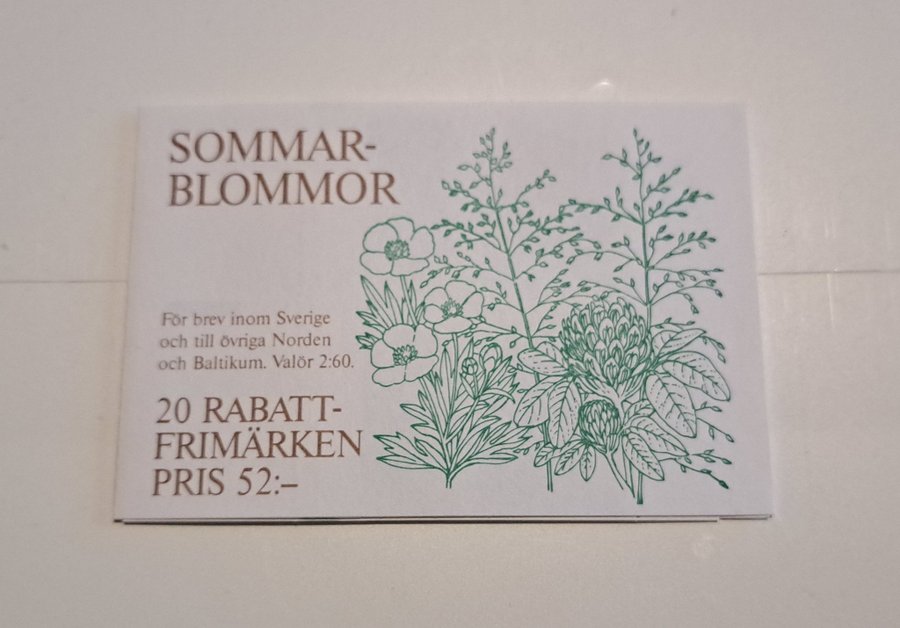 SOMMAR-
BLOMMOR
För brev inom Sverige
och till övriga Norden
och Baltikum. Valör 2:60.
20 RABATT-
FRIMÄRKEN
PRIS 52:–